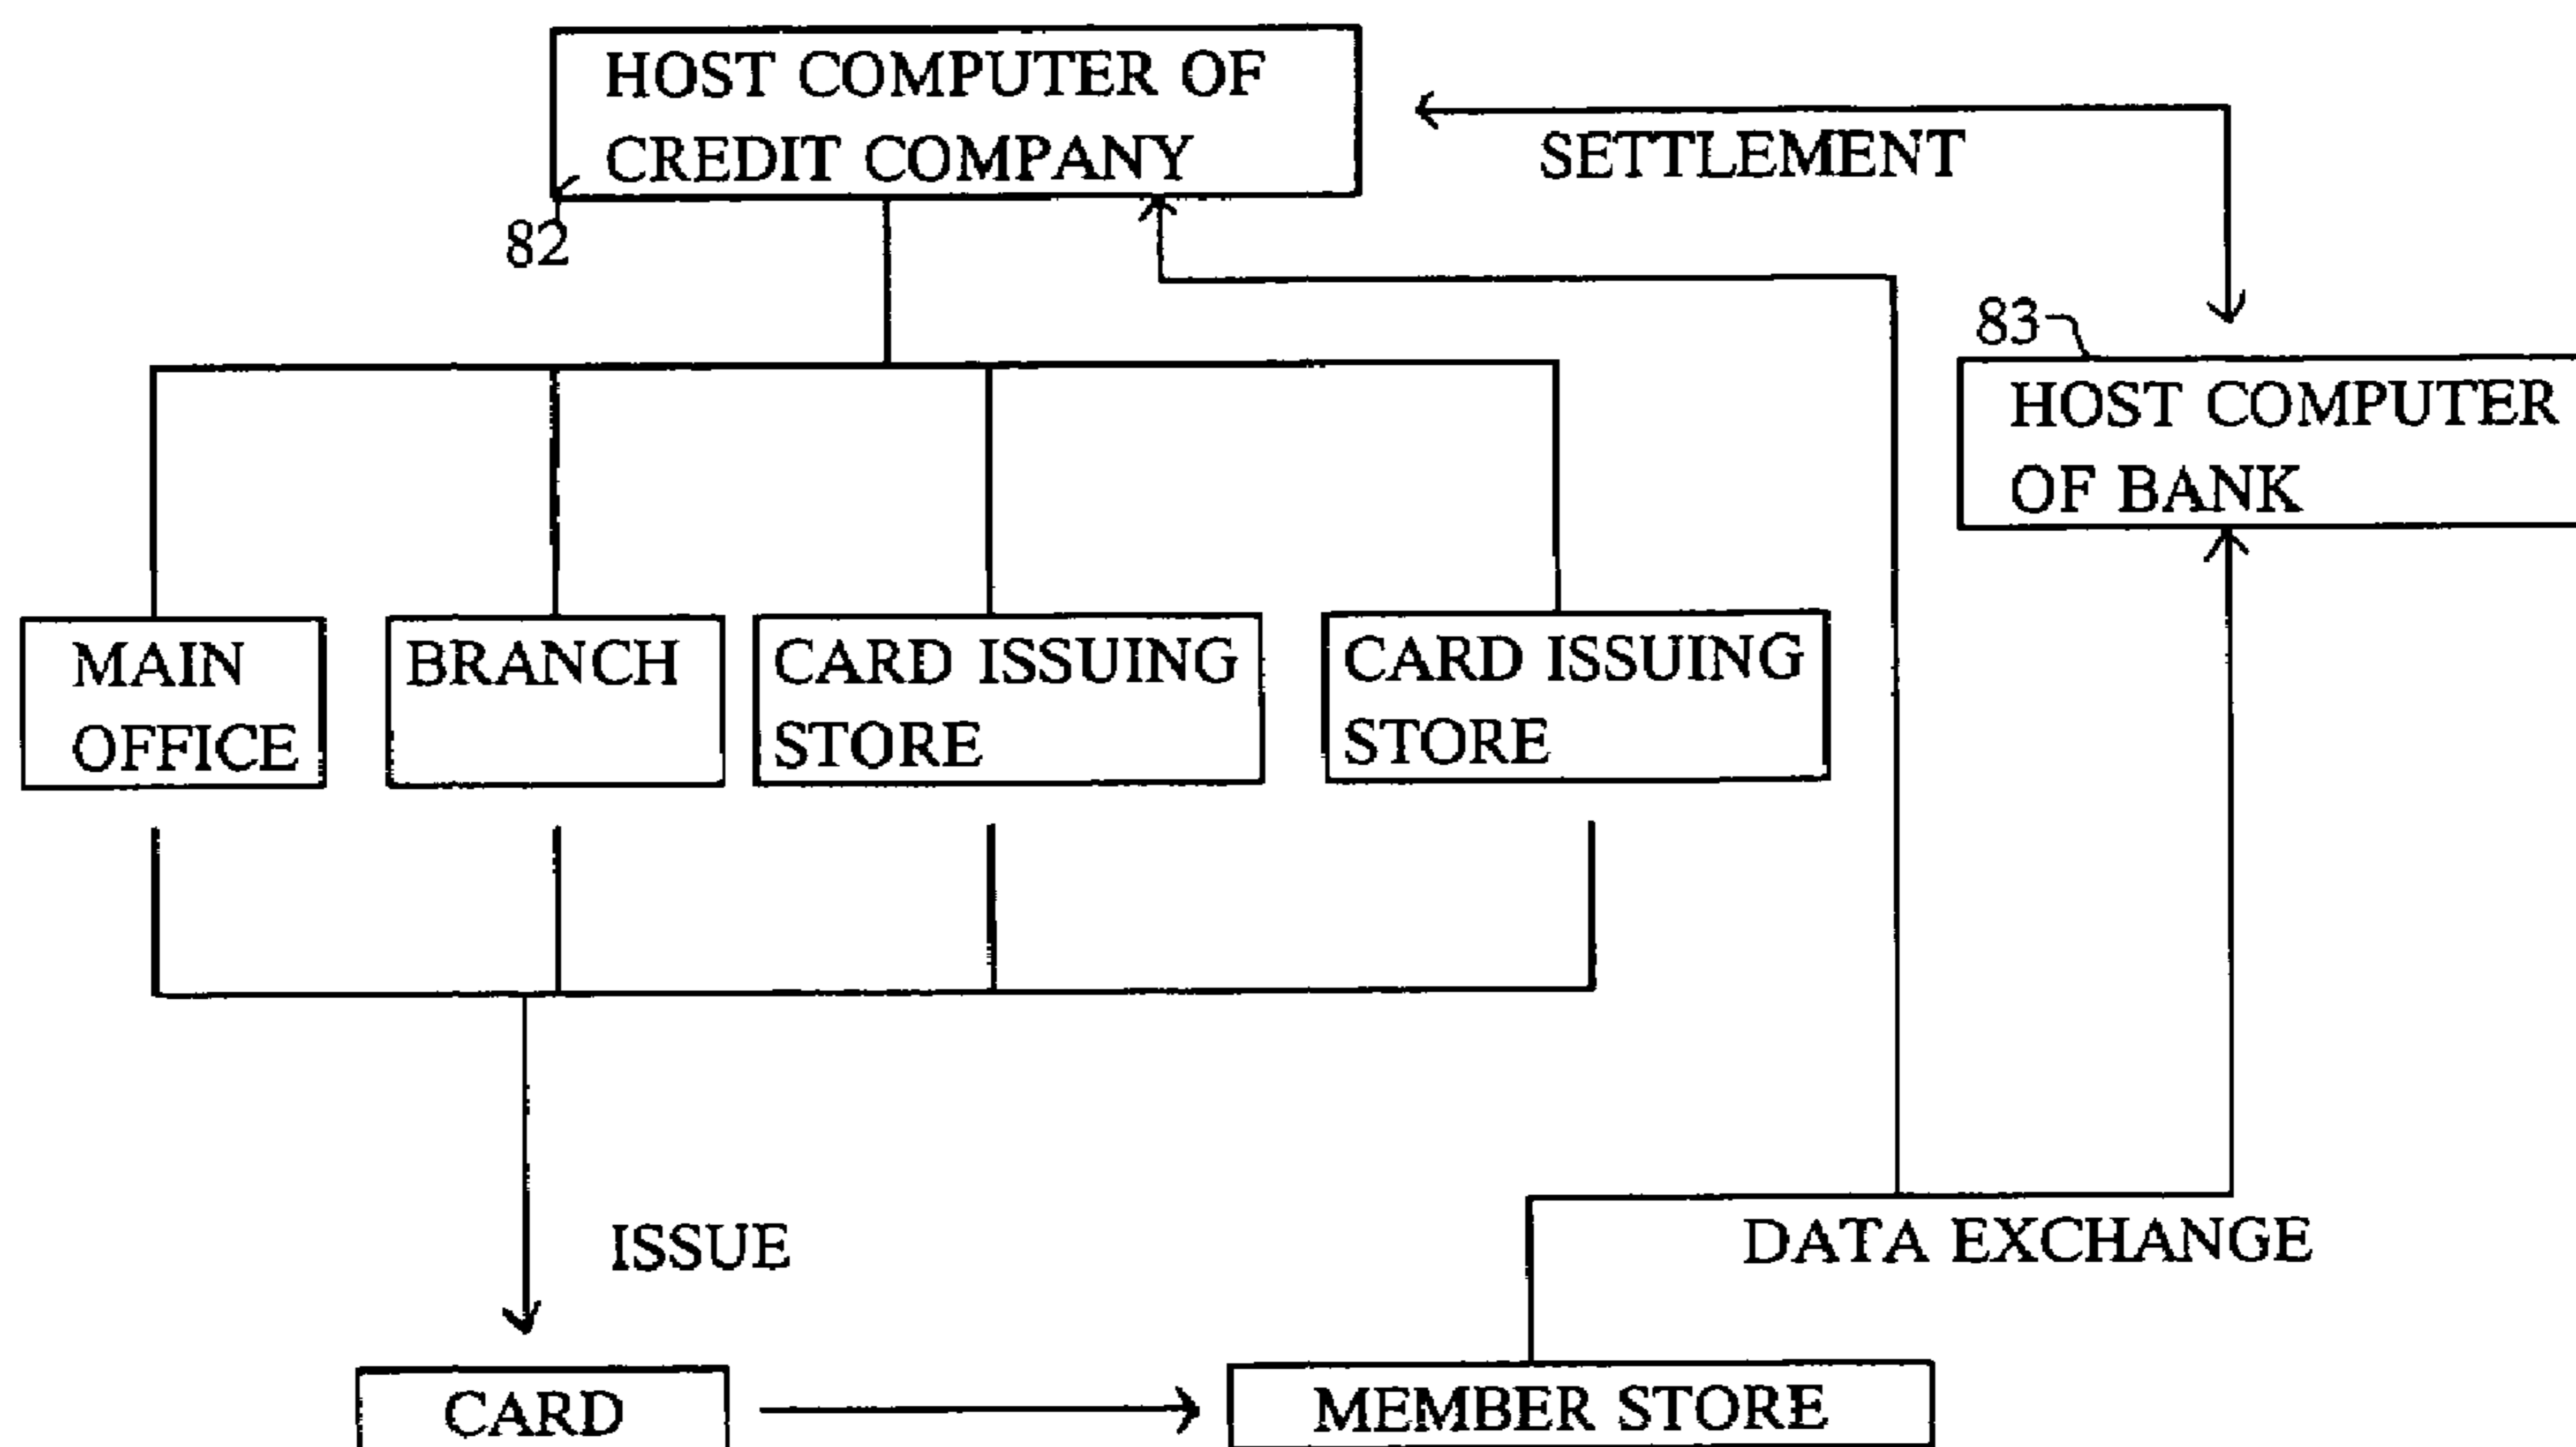 HOST COMPUTER OF
CREDIT COMPANY
SETTLEMENT
82
83
HOST COMPUTER
OF BANK
MAIN
OFFICE
BRANCH
CARD ISSUING
STORE
CARD ISSUING
STORE
ISSUE
DATA EXCHANGE
CARD
MEMBER STORE